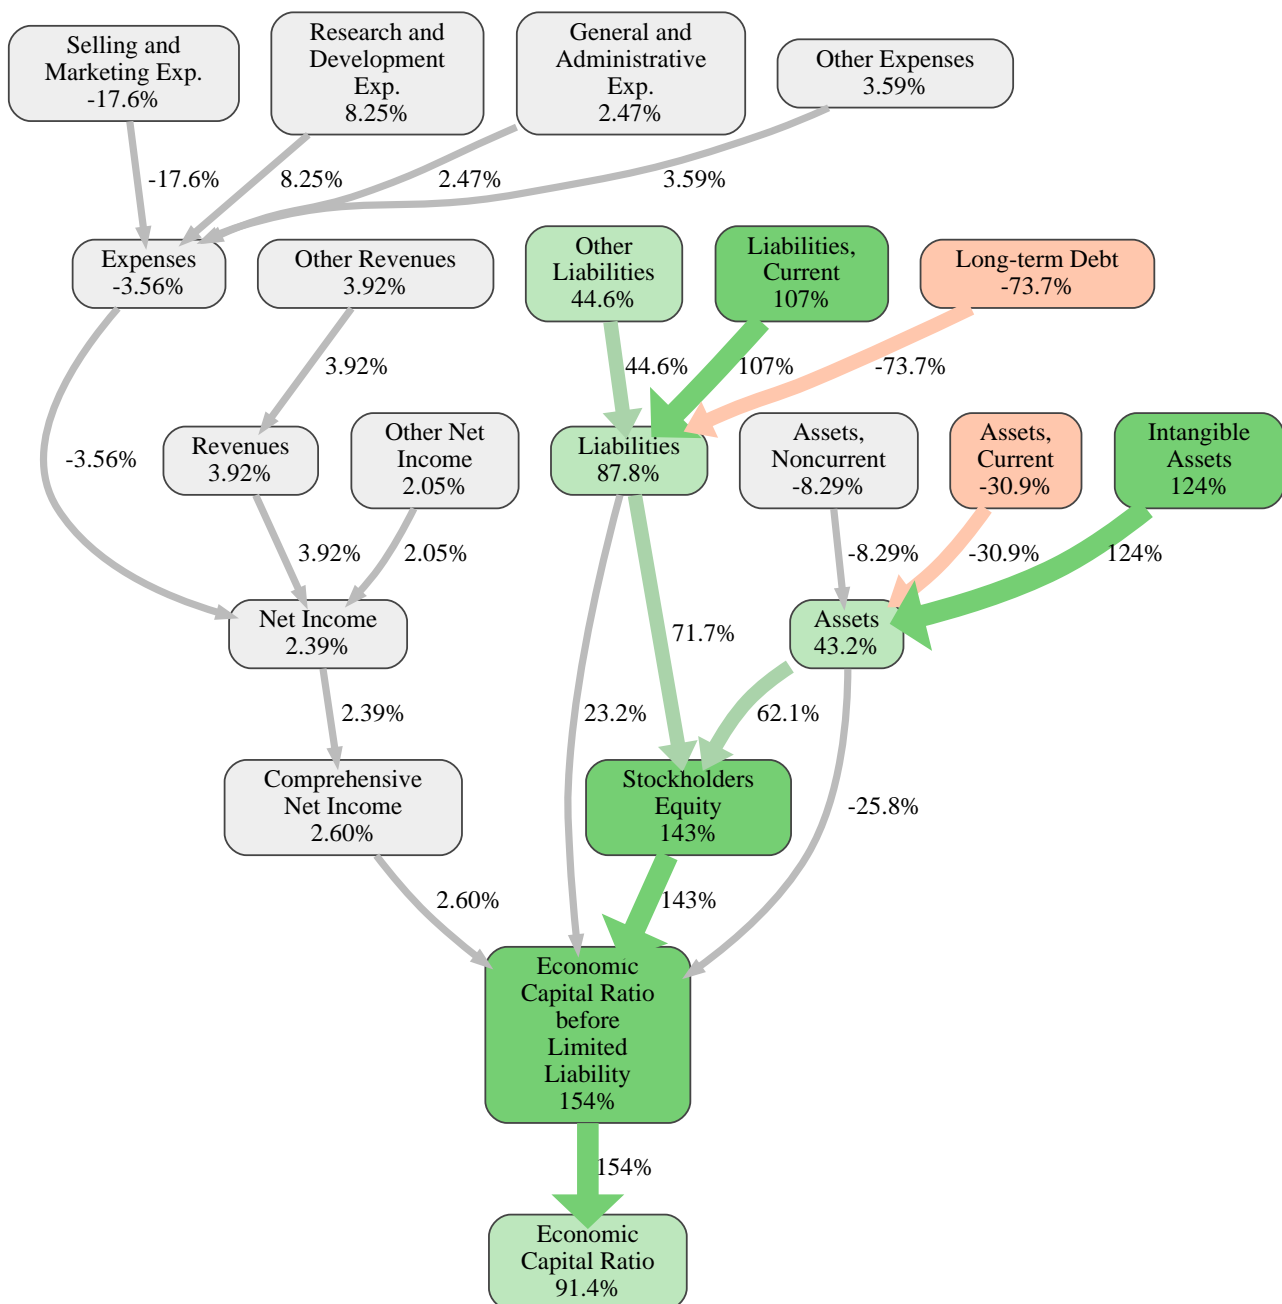 Selling and
Marketing Exp.
-17.6%
Research and
Development
Exp.
8.25%
General and
Administrative
Exp.
2.47%
Other Expenses
3.59%
-17.6%
8.25%
2.47%
3.59%
Expenses
-3.56%
Other Revenues
3.92%
Other
Liabilities
44.6%
Liabilities,
Current
107%
Long-term Debt
-73.7%
3.92%
44.6%
107%
-73.7%
-3.56%
Revenues
3.92%
Other Net
Income
2.05%
Liabilities
87.8%
Assets,
Noncurrent
-8.29%
Assets,
Current
-30.9%
Intangible
Assets
124%
3.92%
2.05%
-8.29%
-30.9%
124%
Net Income
2.39%
71.7%
Assets
43.2%
2.39%
23.2%
62.1%
Comprehensive
Net Income
2.60%
Stockholders
Equity
143%
-25.8%
2.60%
143%
Economic
Capital Ratio
before
Limited
Liability
154%
154%
Economic
Capital Ratio
91.4%